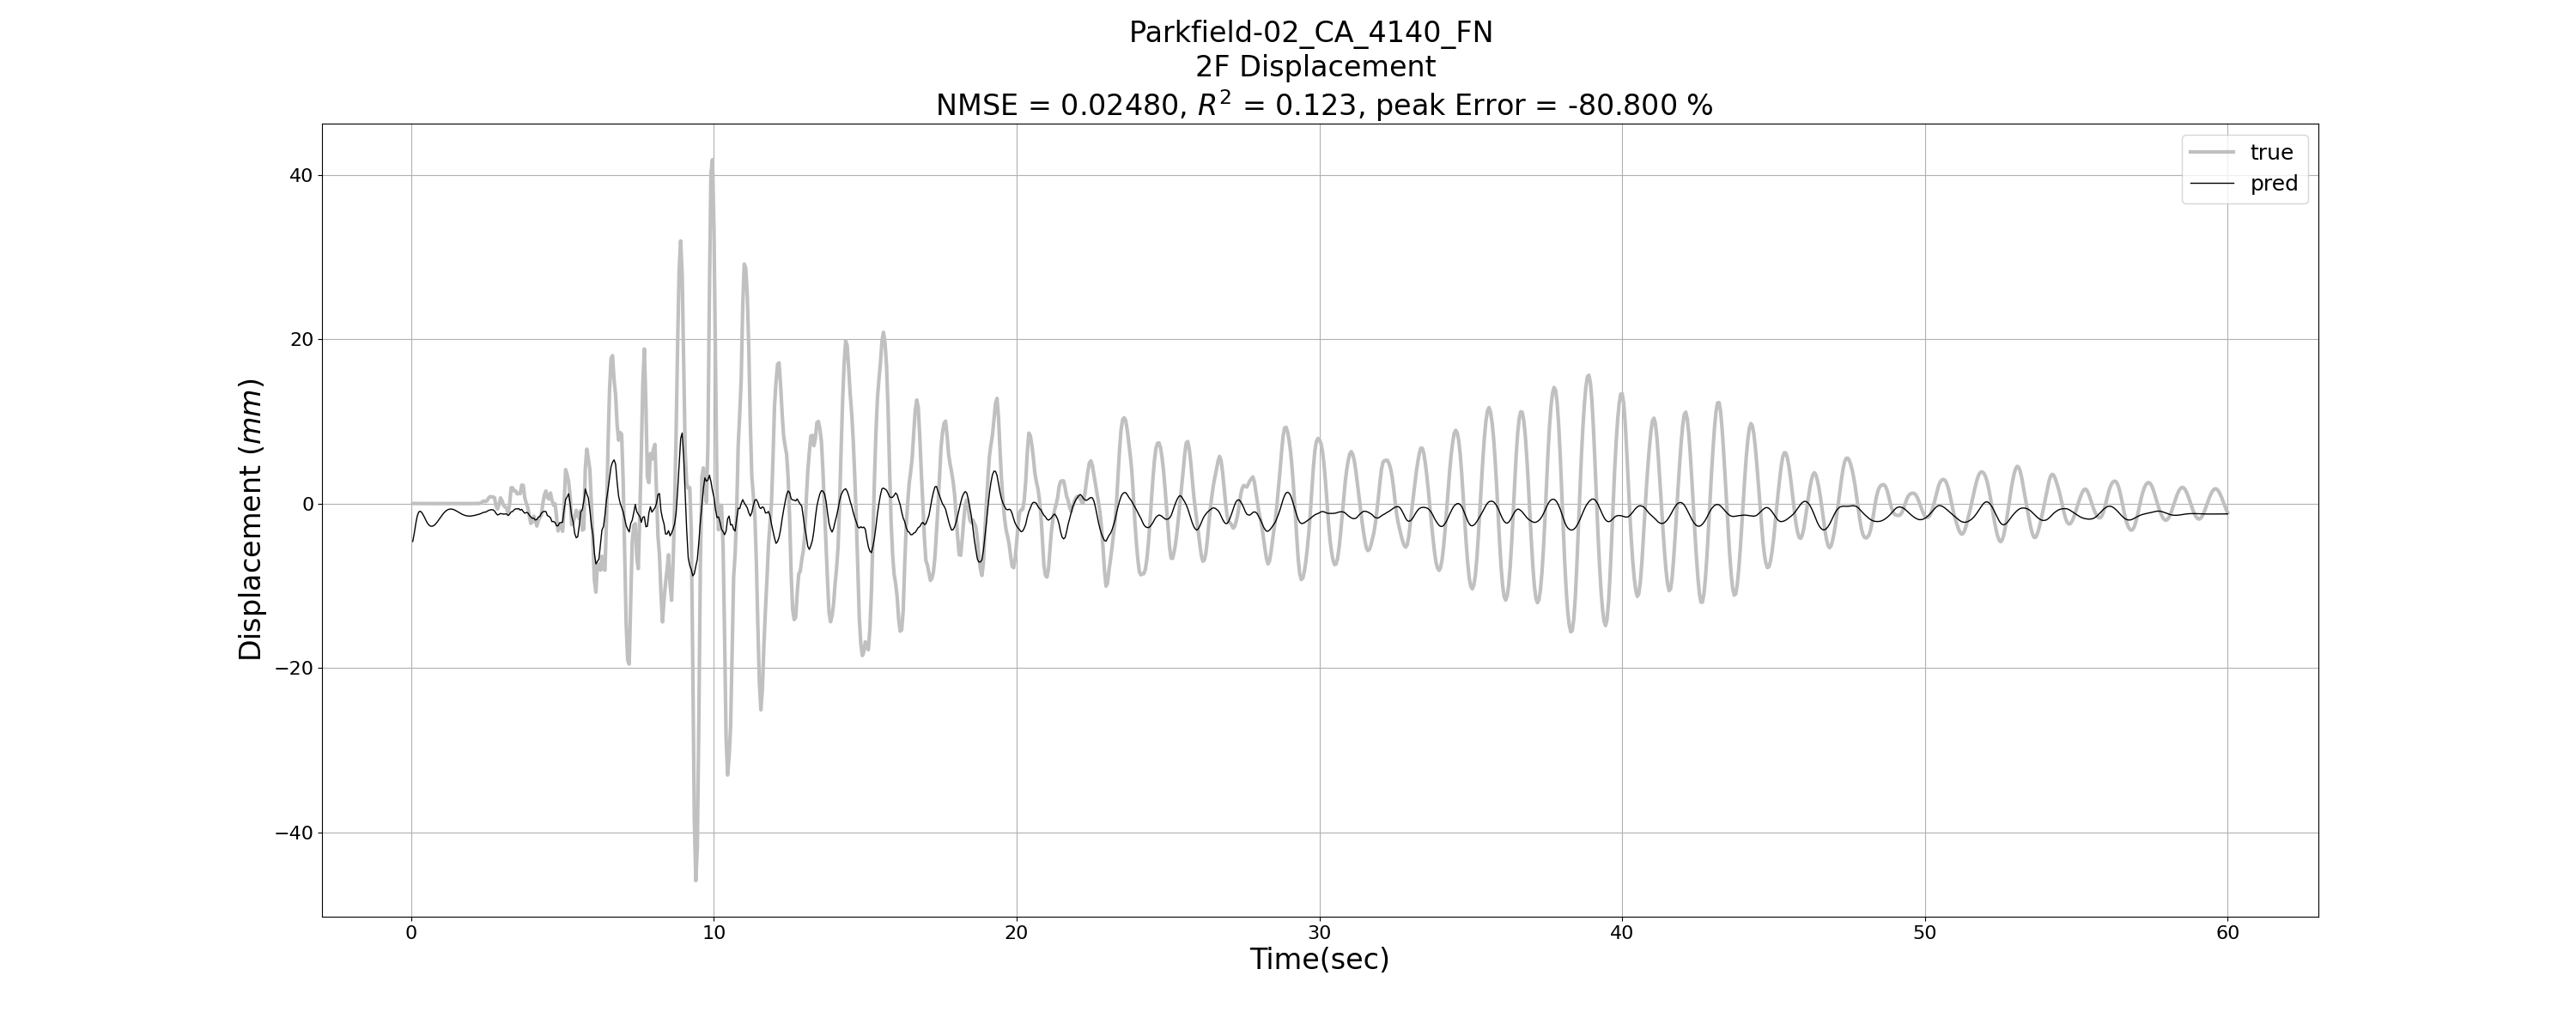 Parkfield-02_CA_4140_FN
2F Displacement
NMSE = 0.02480, R² = 0.123, peak Error = -80.800 %
true
pred
40
20
0
−20
−40
Displacement (mm)
0 10 20 30 40 50 60
Time(sec)